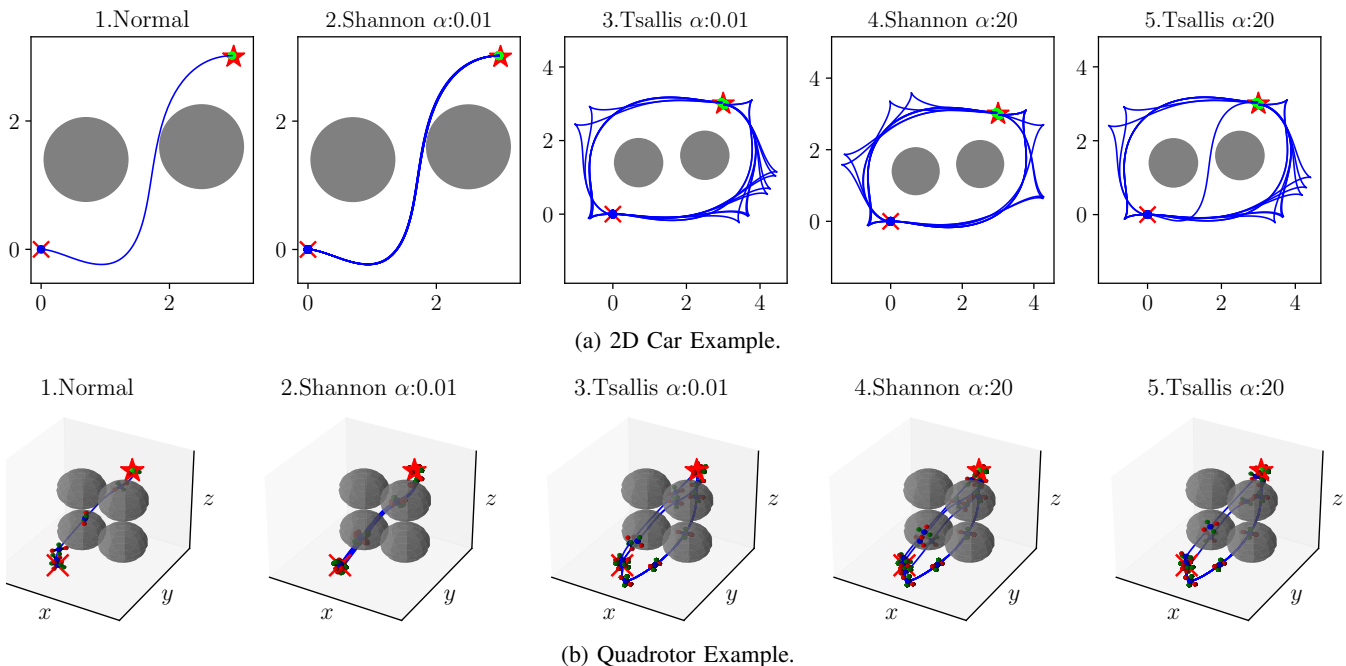 1.Normal 2.Shannon α:0.01 3.Tsallis α:0.01 4.Shannon α:20 5.Tsallis α:20
2 4 4 4
2 2 2 2
0 0 0 0 0
0 2 0 2 0 2 4 0 2 4 0 2 4
(a) 2D Car Example.
1.Normal 2.Shannon α:0.01 3.Tsallis α:0.01 4.Shannon α:20 5.Tsallis α:20
z z z z z
y y y y y
x x x x x
(b) Quadrotor Example.